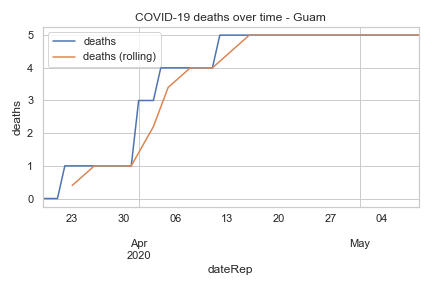 COVID-19 deaths over time - Guam
deaths
deaths (rolling)
deaths
5
4
3
2
1
0
23 30 06 13 20 27 04
Apr May
2020
dateRep